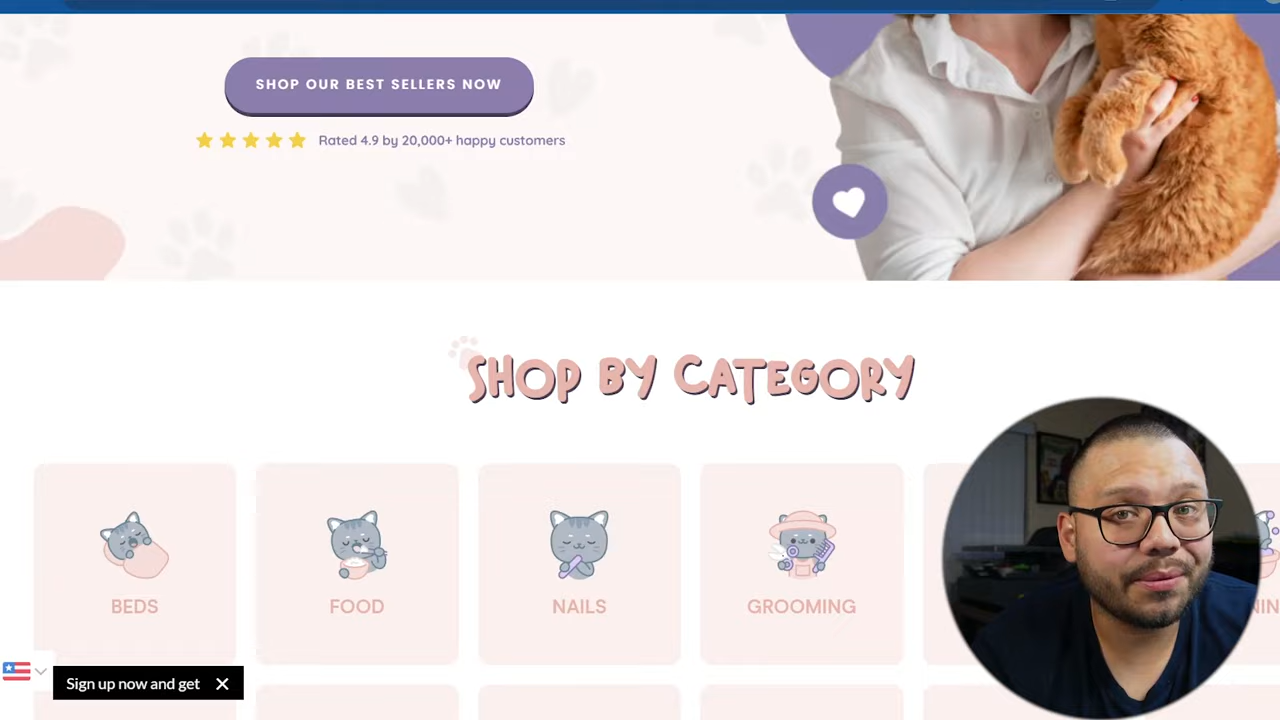 SHOP OUR BEST SELLERS NOW
Rated 4.9 by 20,000+ happy customers
SHOP BY CATEGORY
BEDS
FOOD
NAILS
GROOMING
Sign up now and get